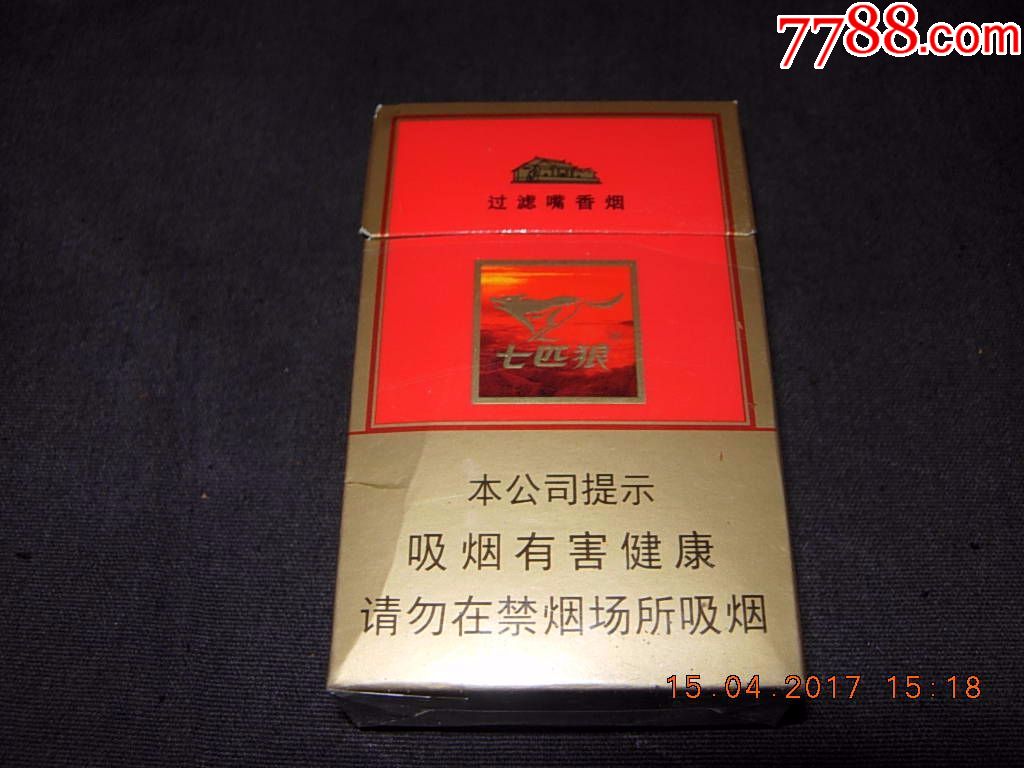 7788.com
过滤嘴香烟
七匹狼
本公司提示
吸烟有害健康
请勿在禁烟场所吸烟
15.04.2017 15:18